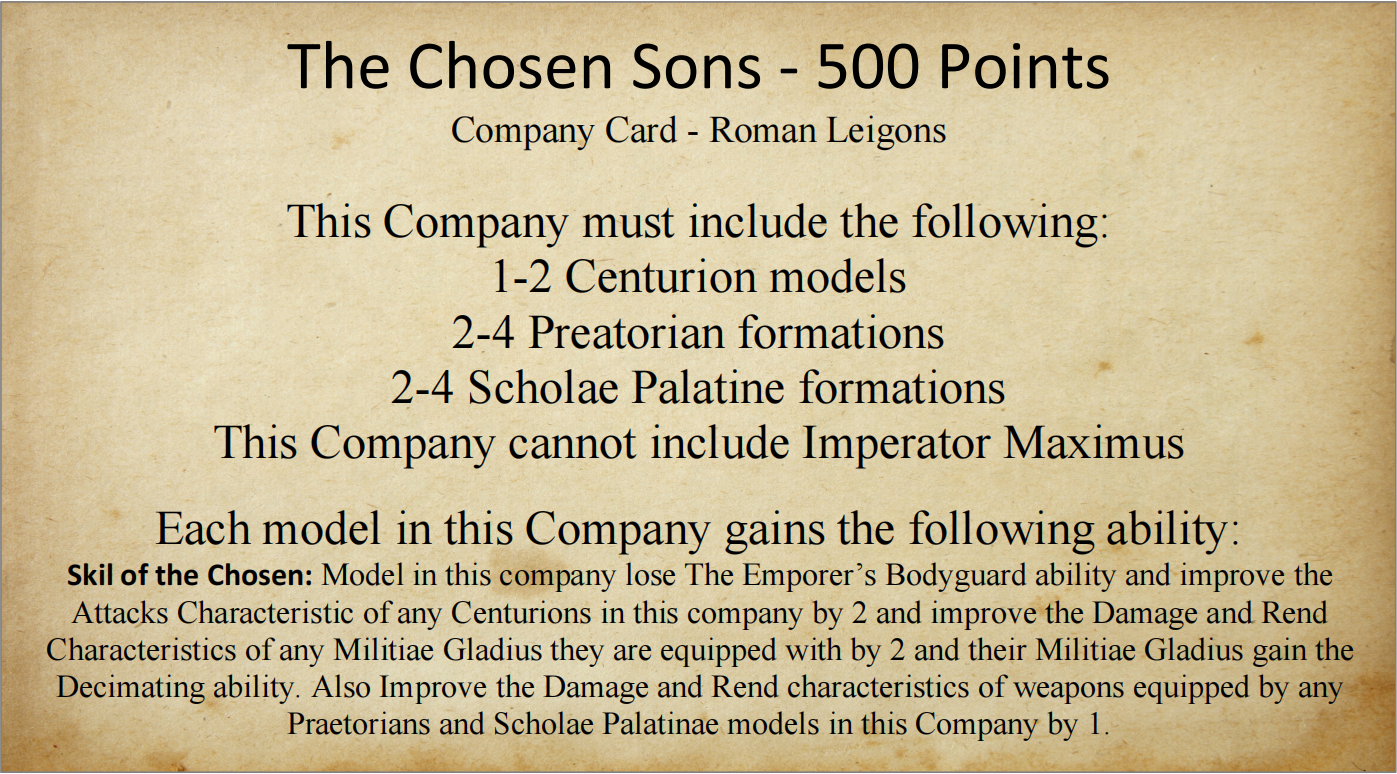 The Chosen Sons - 500 Points
Company Card - Roman Leigons
This Company must include the following:
1-2 Centurion models
2-4 Preatorian formations
2-4 Scholae Palatine formations
This Company cannot include Imperator Maximus
Each model in this Company gains the following ability:
Skil of the Chosen: Model in this company lose The Emporer’s Bodyguard ability and improve the
Attacks Characteristic of any Centurions in this company by 2 and improve the Damage and Rend
Characteristics of any Militiae Gladius they are equipped with by 2 and their Militiae Gladius gain the
Decimating ability. Also Improve the Damage and Rend characteristics of weapons equipped by any
Praetorians and Scholae Palatinae models in this Company by 1.